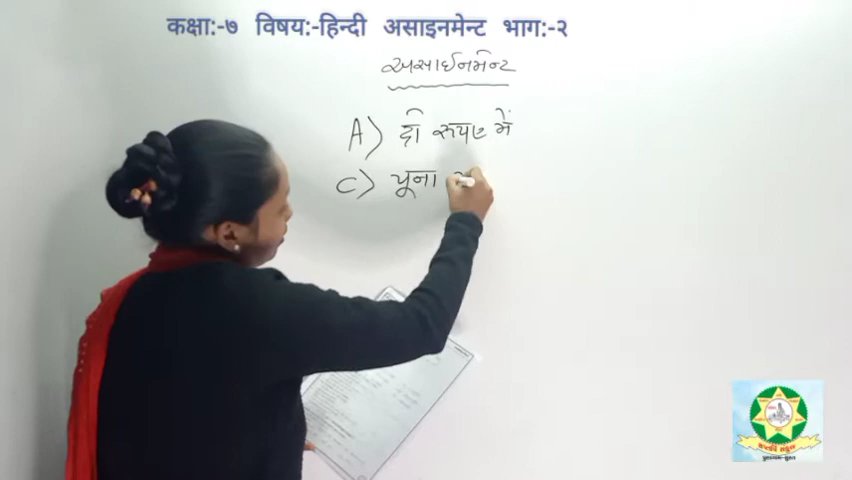 कक्षा:-७ विषय:-हिन्दी असाइनमेन्ट भाग:-२
असाईनमेन्ट
A) दो रूपए में
C) पूना